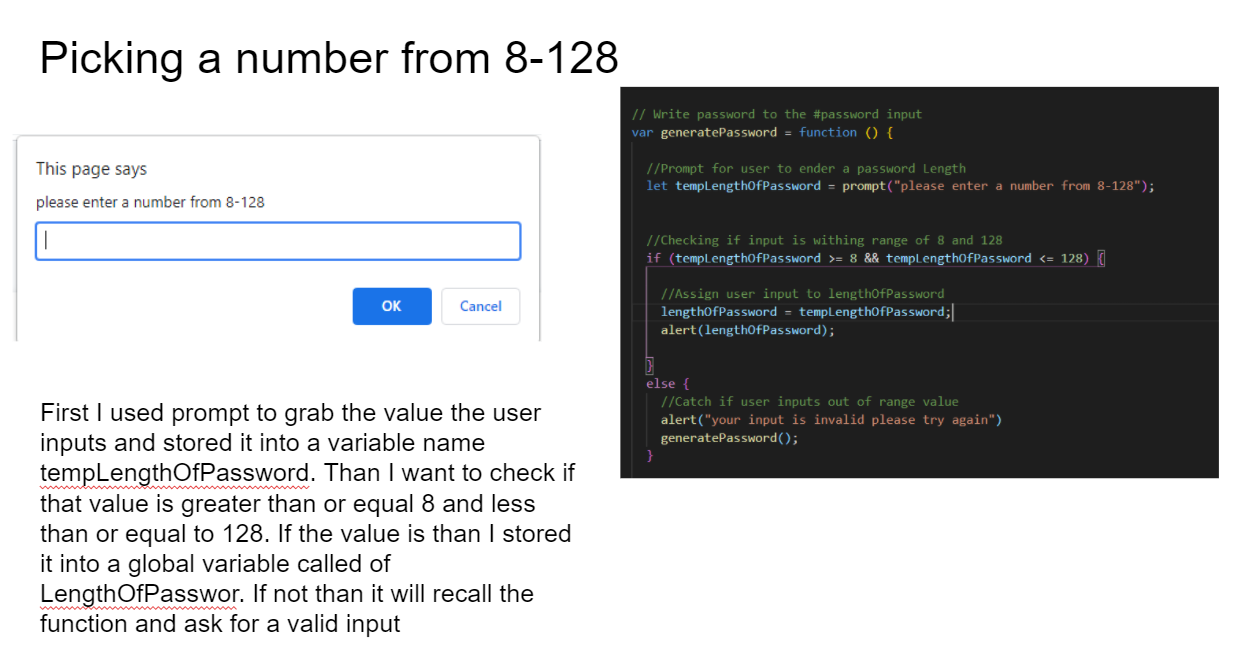 Picking a number from 8-128
This page says
please enter a number from 8-128
OK
Cancel
First I used prompt to grab the value the user
inputs and stored it into a variable name
tempLengthOfPassword. Than I want to check if
that value is greater than or equal 8 and less
than or equal to 128. If the value is than I stored
it into a global variable called of
LengthOfPasswor. If not than it will recall the
function and ask for a valid input
// Write password to the #password input
var generatePassword = function () {
//Prompt for user to ender a password Length
let tempLengthOfPassword = prompt("please enter a number from 8-128");
//Checking if input is withing range of 8 and 128
if (tempLengthOfPassword >= 8 && tempLengthOfPassword <= 128) {
//Assign user input to lengthOfPassword
lengthOfPassword = tempLengthOfPassword;
alert(lengthOfPassword);
}
else {
//Catch if user inputs out of range value
alert("your input is invalid please try again")
generatePassword();
}